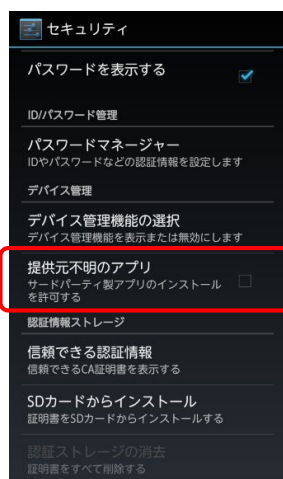 セキュリティ
パスワードを表示する
ID/パスワード管理
パスワードマネージャー
IDやパスワードなどの認証情報を設定します
デバイス管理
デバイス管理機能の選択
デバイス管理機能を表示または無効にします
提供元不明のアプリ
サードパーティ製アプリのインストール
を許可する
認証情報ストレージ
信頼できる認証情報
信頼できるCA証明書を表示する
SDカードからインストール
証明書をSDカードからインストールする
認証ストレージの消去
証明書をすべて削除する